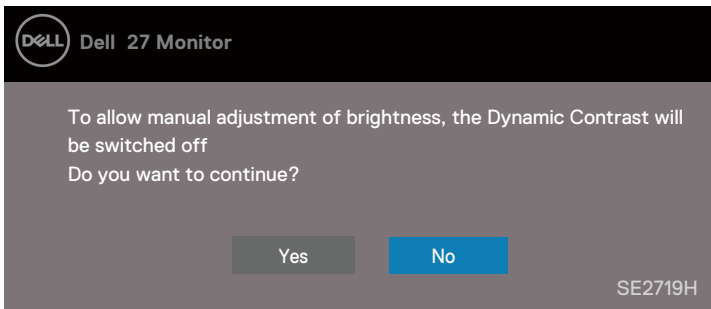 DELL Dell 27 Monitor
To allow manual adjustment of brightness, the Dynamic Contrast will
be switched off
Do you want to continue?
Yes No
SE2719H